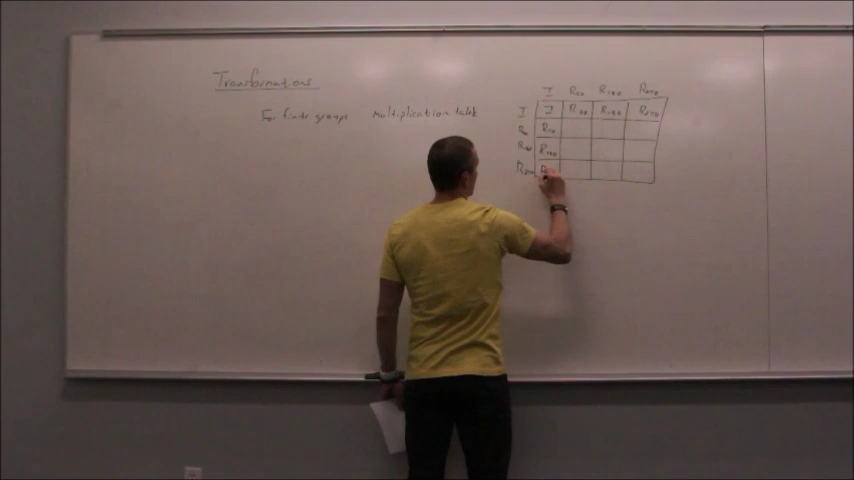 Transformations
For finite groups multiplication table
I R90 R180 R270
I I R90 R180 R270
R90 R90
R180 R180
R270